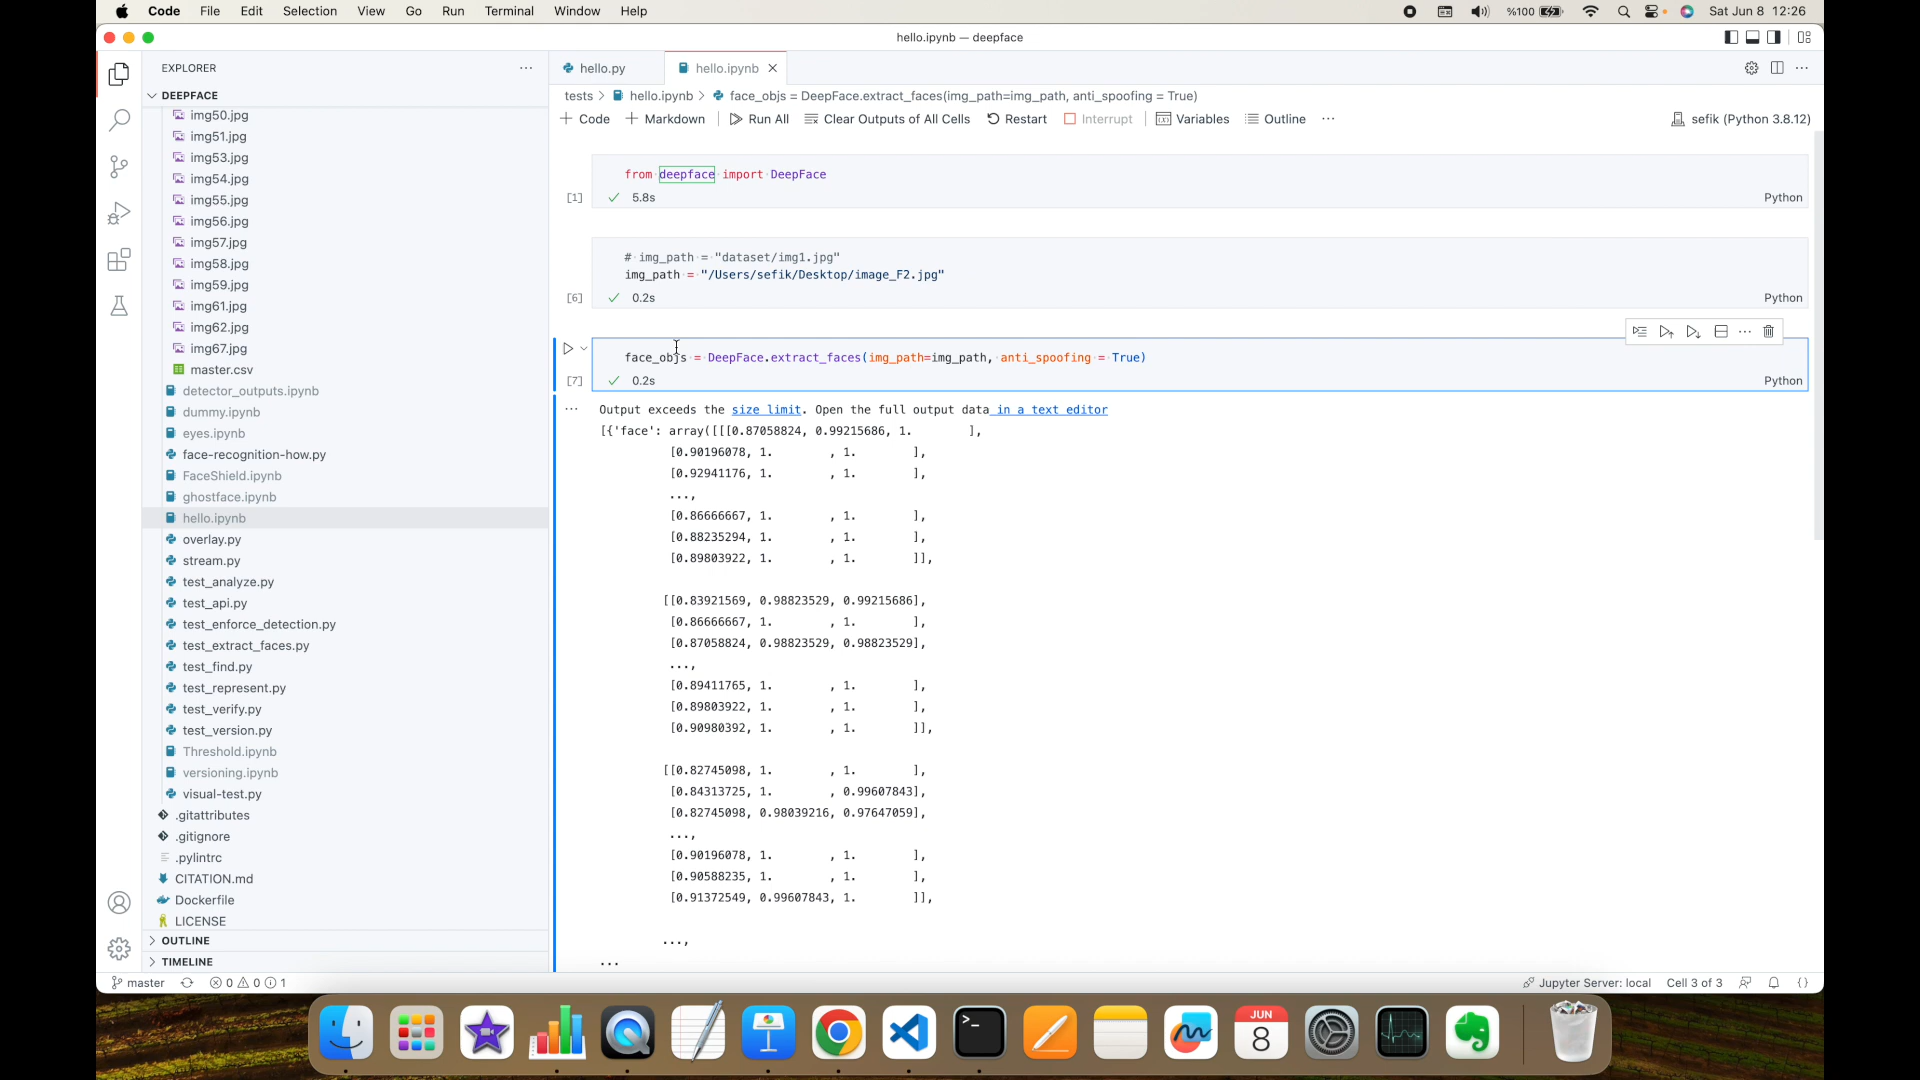 Code File Edit Selection View Go Run Terminal Window Help %100 Sat Jun 8 12:26
hello.ipynb — deepface
EXPLORER
DEEPFACE
img50.jpg
img51.jpg
img53.jpg
img54.jpg
img55.jpg
img56.jpg
img57.jpg
img58.jpg
img59.jpg
img61.jpg
img62.jpg
img67.jpg
master.csv
detector_outputs.ipynb
dummy.ipynb
eyes.ipynb
face-recognition-how.py
FaceShield.ipynb
ghostface.ipynb
hello.ipynb
overlay.py
stream.py
test_analyze.py
test_api.py
test_enforce_detection.py
test_extract_faces.py
test_find.py
test_represent.py
test_verify.py
test_version.py
Threshold.ipynb
versioning.ipynb
visual-test.py
.gitattributes
.gitignore
.pylintrc
CITATION.md
Dockerfile
LICENSE
OUTLINE
TIMELINE
hello.py hello.ipynb
tests > hello.ipynb > face_objs = DeepFace.extract_faces(img_path=img_path, anti_spoofing = True)
+ Code + Markdown Run All Clear Outputs of All Cells Restart Interrupt Variables Outline ... sefik (Python 3.8.12)
from deepface import DeepFace
[1] 5.8s Python
# img_path = "dataset/img1.jpg"
img_path = "/Users/sefik/Desktop/image_F2.jpg"
[6] 0.2s Python
face_objs = DeepFace.extract_faces(img_path=img_path, anti_spoofing = True)
[7] 0.2s Python
... Output exceeds the size limit. Open the full output data in a text editor
[{'face': array([[[0.87058824, 0.99215686, 1. ],
[0.90196078, 1. , 1. ],
[0.92941176, 1. , 1. ],
...,
[0.86666667, 1. , 1. ],
[0.88235294, 1. , 1. ],
[0.89803922, 1. , 1. ]],
[[0.83921569, 0.98823529, 0.99215686],
[0.86666667, 1. , 1. ],
[0.87058824, 0.98823529, 0.98823529],
...,
[0.89411765, 1. , 1. ],
[0.89803922, 1. , 1. ],
[0.90980392, 1. , 1. ]],
[[0.82745098, 1. , 1. ],
[0.84313725, 1. , 0.99607843],
[0.82745098, 0.98039216, 0.97647059],
...,
[0.90196078, 1. , 1. ],
[0.90588235, 1. , 1. ],
[0.91372549, 0.99607843, 1. ]],
...,
...
master 0 0 1 Jupyter Server: local Cell 3 of 3
JUN
8